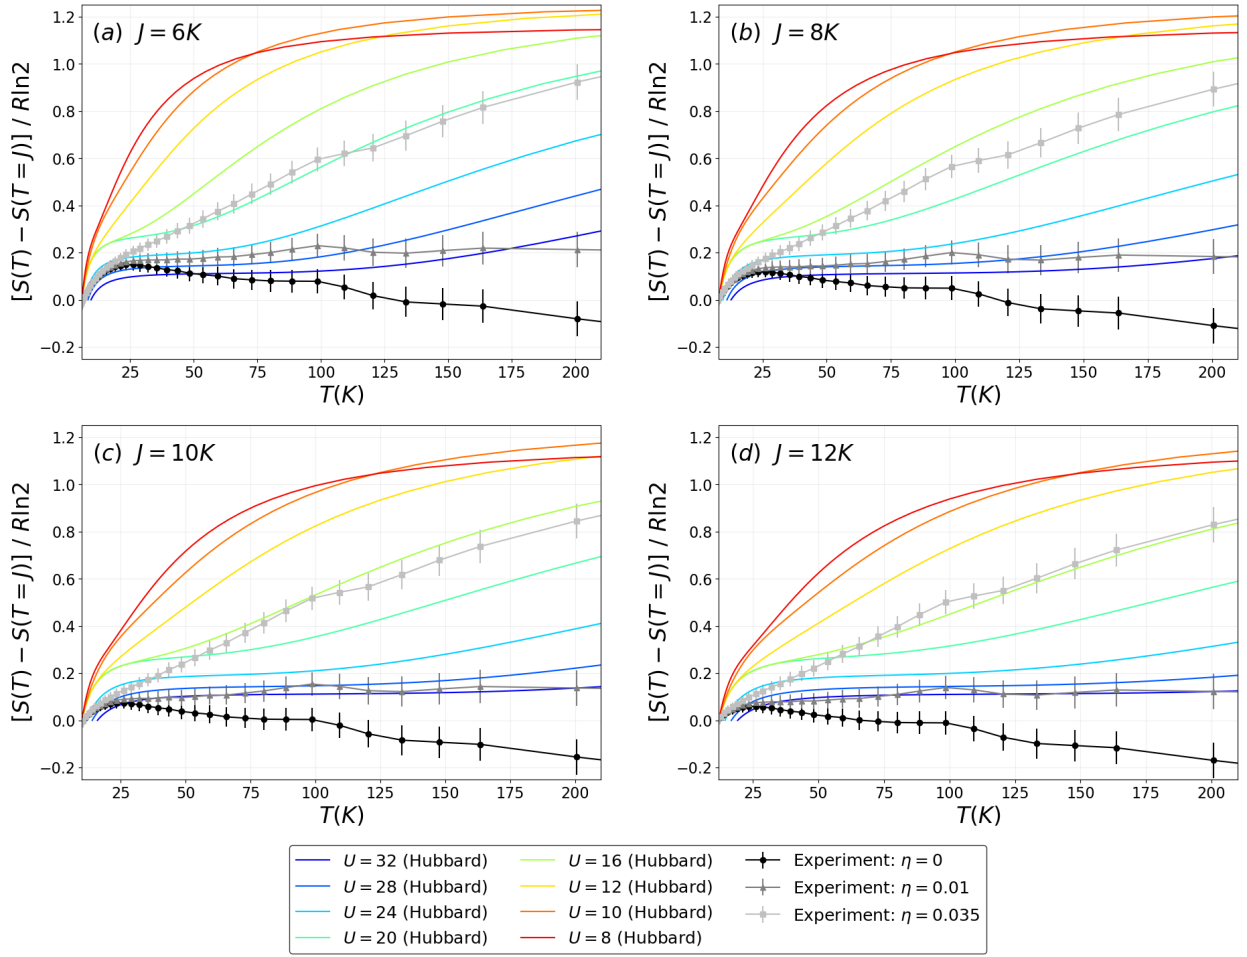 (a) J = 6K
[S(T) − S(T = J)] / Rln2
1.2
1.0
0.8
0.6
0.4
0.2
0.0
−0.2
25 50 75 100 125 150 175 200
T(K)
(b) J = 8K
[S(T) − S(T = J)] / Rln2
1.2
1.0
0.8
0.6
0.4
0.2
0.0
−0.2
25 50 75 100 125 150 175 200
T(K)
(c) J = 10K
[S(T) − S(T = J)] / Rln2
1.2
1.0
0.8
0.6
0.4
0.2
0.0
−0.2
25 50 75 100 125 150 175 200
T(K)
(d) J = 12K
[S(T) − S(T = J)] / Rln2
1.2
1.0
0.8
0.6
0.4
0.2
0.0
−0.2
25 50 75 100 125 150 175 200
T(K)
U = 32 (Hubbard)
U = 28 (Hubbard)
U = 24 (Hubbard)
U = 20 (Hubbard)
U = 16 (Hubbard)
U = 12 (Hubbard)
U = 10 (Hubbard)
U = 8 (Hubbard)
Experiment: η = 0
Experiment: η = 0.01
Experiment: η = 0.035